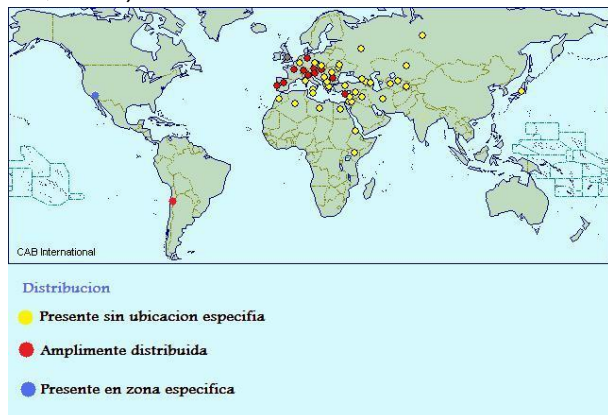 CAB International
Distribucion
Presente sin ubicacion especifia
Amplimente distribuida
Presente en zona especifica